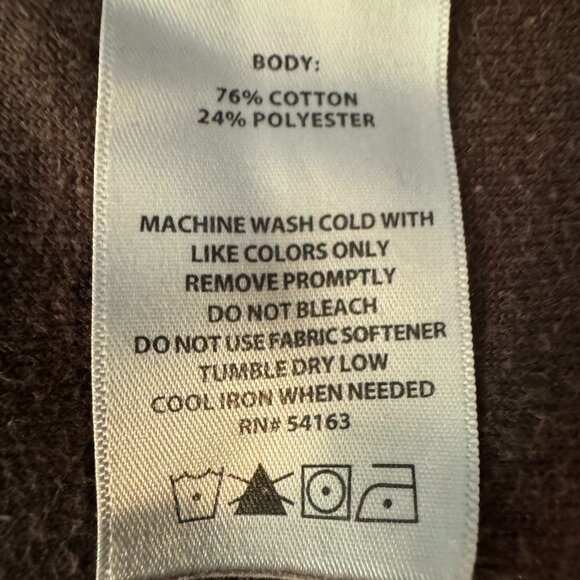 BODY:
76% COTTON
24% POLYESTER
MACHINE WASH COLD WITH
LIKE COLORS ONLY
REMOVE PROMPTLY
DO NOT BLEACH
DO NOT USE FABRIC SOFTENER
TUMBLE DRY LOW
COOL IRON WHEN NEEDED
RN# 54163